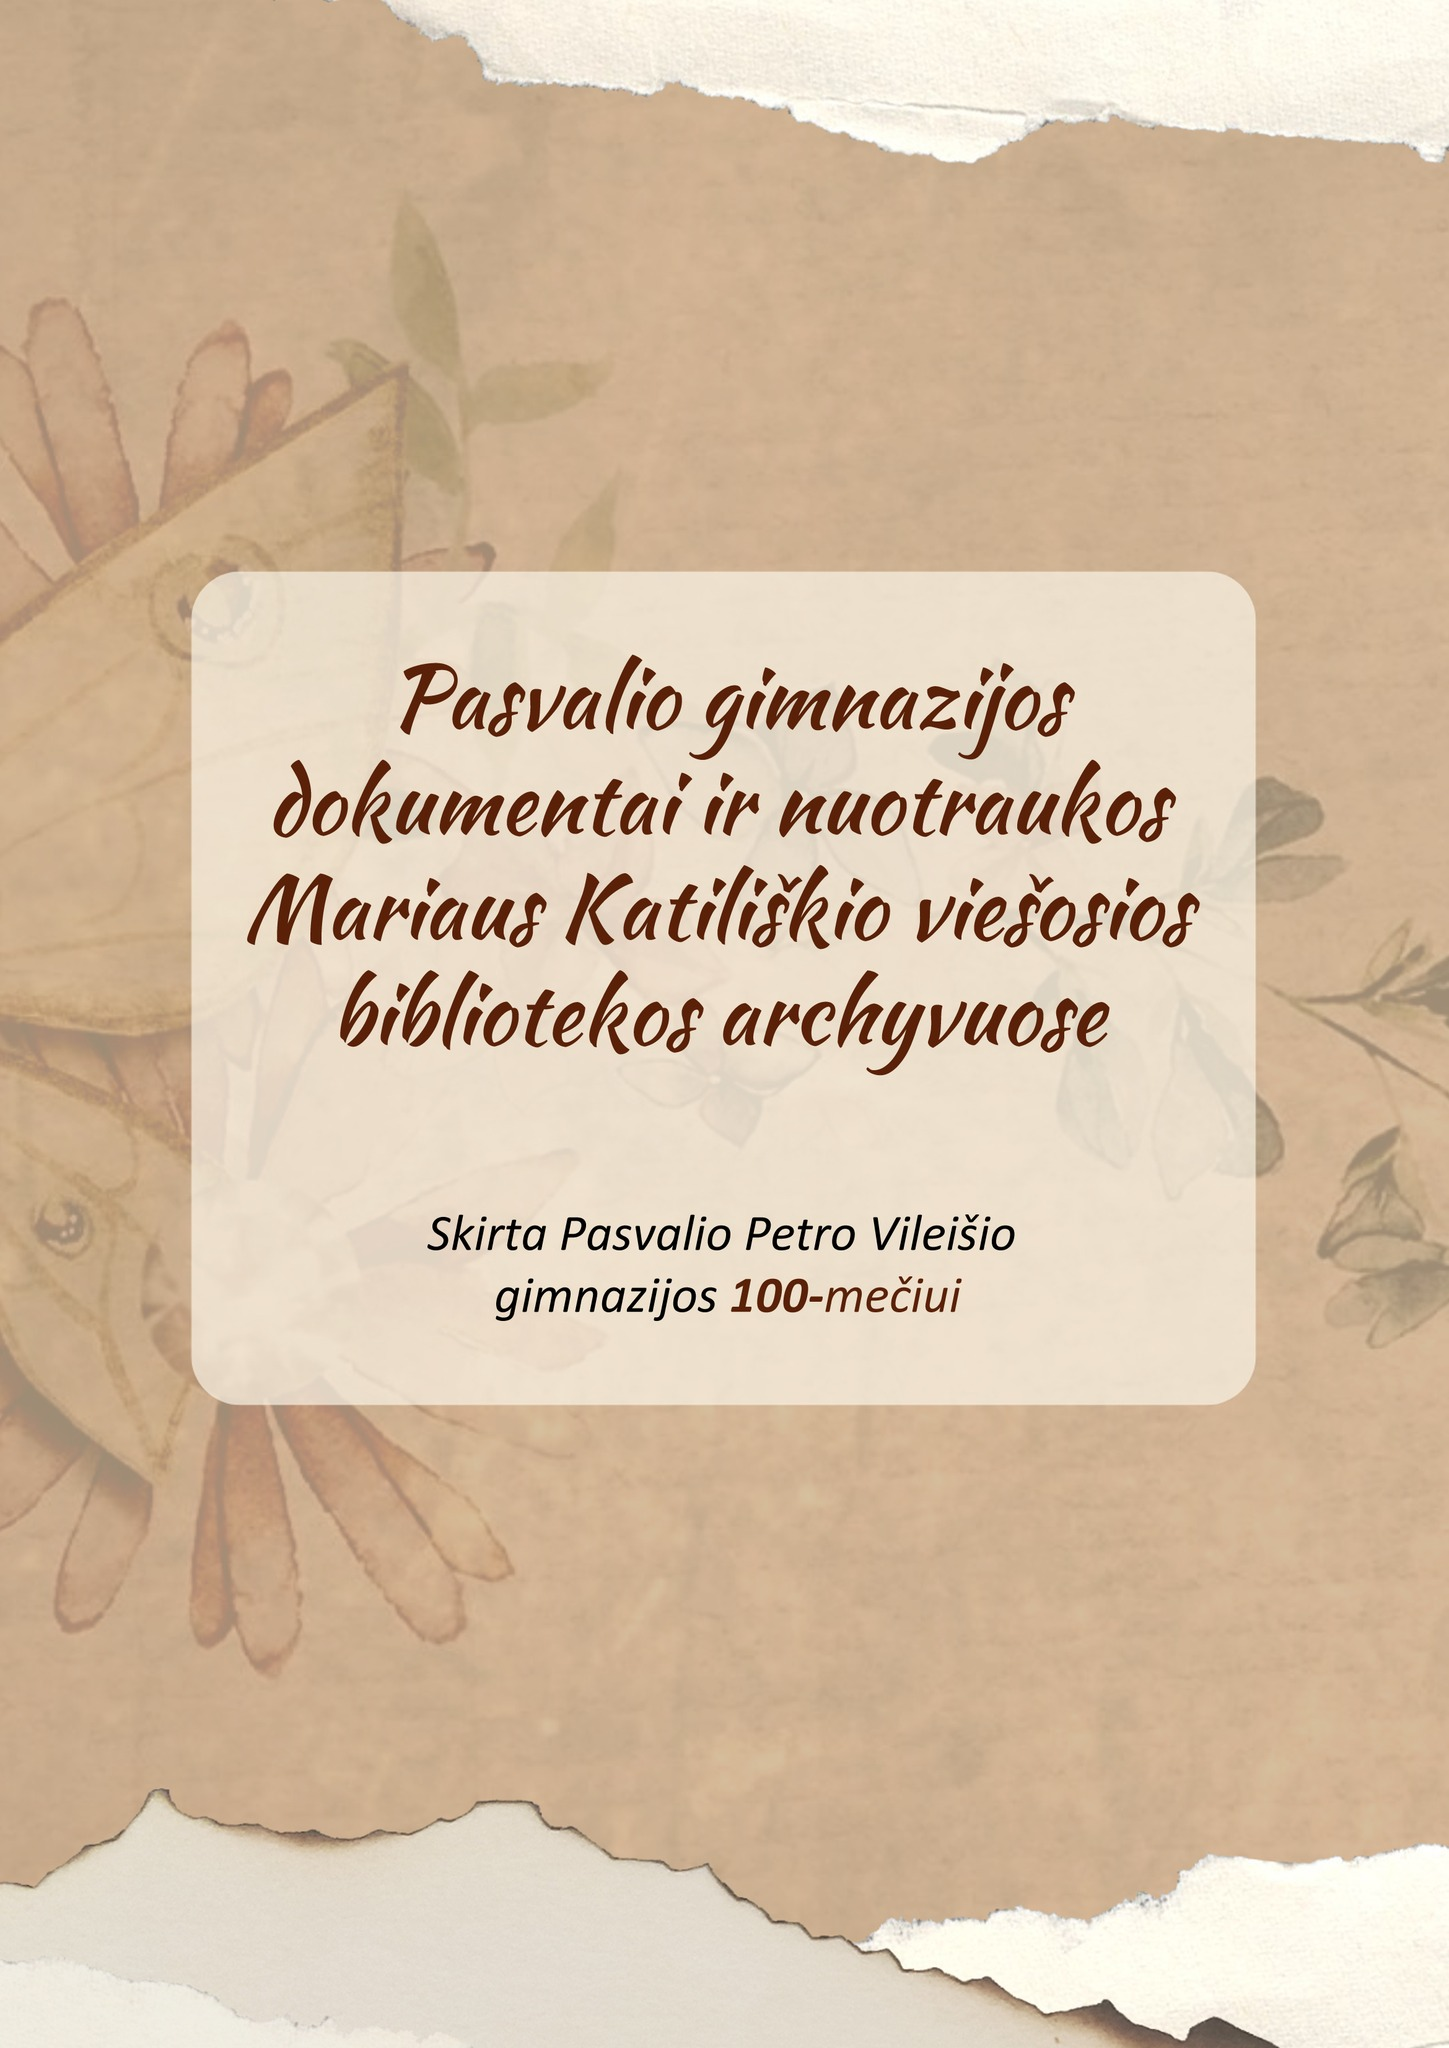 Pasvalio gimnazijos
dokumentai ir nuotraukos
Mariaus Katiliškio viešosios
bibliotekos archyvuose
Skirta Pasvalio Petro Vileišio
gimnazijos 100-mečiui